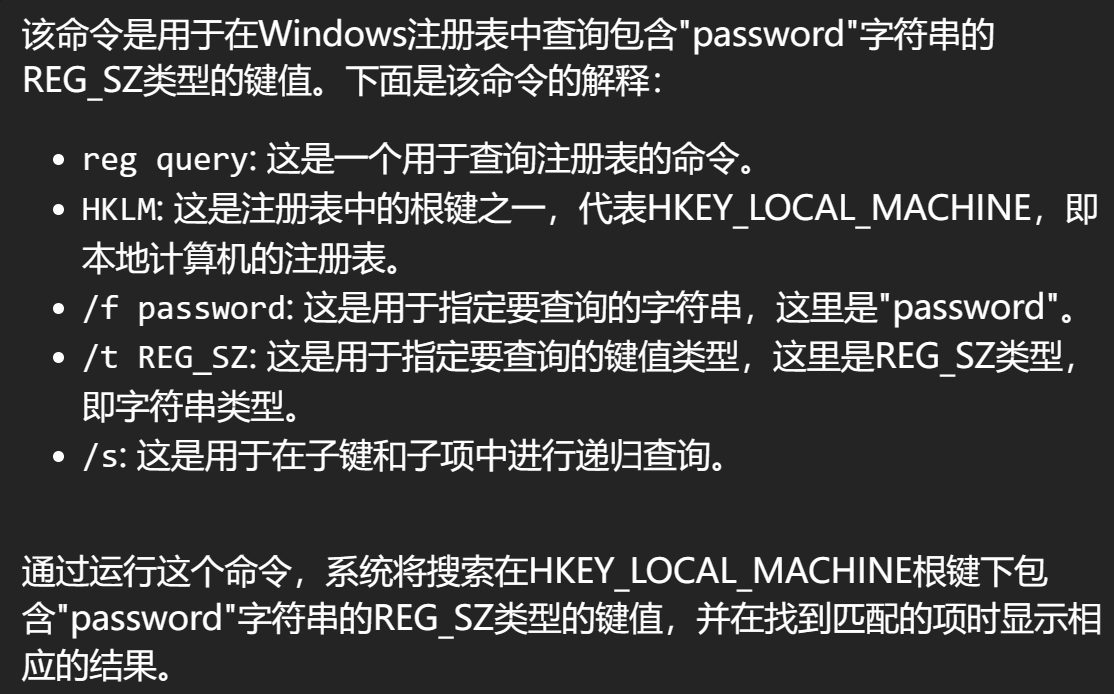 该命令是用于在Windows注册表中查询包含"password"字符串的
REG_SZ类型的键值。下面是该命令的解释：
• reg query: 这是一个用于查询注册表的命令。
• HKLM: 这是注册表中的根键之一，代表HKEY_LOCAL_MACHINE，即
本地计算机的注册表。
• /f password: 这是用于指定要查询的字符串，这里是"password"。
• /t REG_SZ: 这是用于指定要查询的键值类型，这里是REG_SZ类型，
即字符串类型。
• /s: 这是用于在子键和子项中进行递归查询。
通过运行这个命令，系统将搜索在HKEY_LOCAL_MACHINE根键下包
含"password"字符串的REG_SZ类型的键值，并在找到匹配的项时显示相
应的结果。